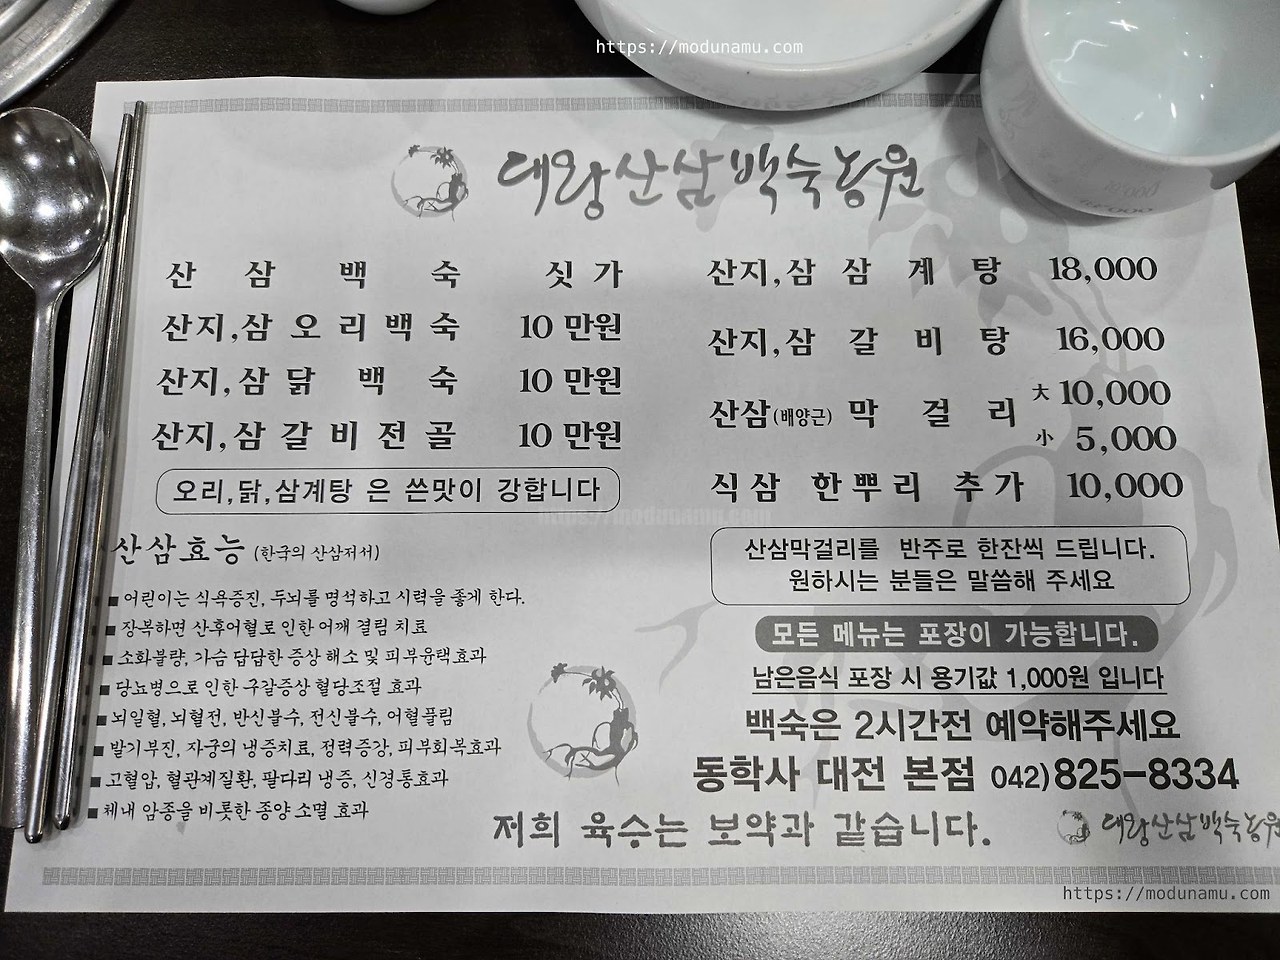 https://modunamu.com
대왕산삼백숙농원
산 삼 백 숙 싯 가
산지,삼 오 리 백 숙 10 만원
산지,삼 닭 백 숙 10 만원
산지,삼 갈 비 전 골 10 만원
오리,닭,삼계탕 은 쓴맛이 강합니다
산삼효능 (한국의 산삼저서)
■ 어린이는 식욕증진, 두뇌를 명석하고 시력을 좋게 한다.
■ 장복하면 산후어혈로 인한 어깨 결림 치료
■ 소화불량, 가슴 답답한 증상 해소 및 피부윤택 효과
■ 당뇨병으로 인한 구갈증상 혈당조절 효과
■ 뇌일혈, 뇌혈전, 반신불수, 전신불수, 어혈풀림
■ 발기부진, 자궁의 냉증치료, 정력증강, 피부회복효과
■ 고혈압, 혈관계질환, 팔다리 냉증, 신경통효과
■ 체내 암종을 비롯한 종양 소멸 효과
산지,삼 삼 계 탕 18,000
산지,삼 갈 비 탕 16,000
산삼(배양근) 막 걸 리 大 10,000
小 5,000
식삼 한뿌리 추가 10,000
https://modunamu.com
산삼막걸리를 반주로 한잔씩 드립니다.
원하시는 분들은 말씀해 주세요
모든 메뉴는 포장이 가능합니다.
남은음식 포장 시 용기값 1,000원 입니다
백숙은 2시간전 예약해주세요
동학사 대전 본점 042)825-8334
저희 육수는 보약과 같습니다.
대왕산삼백숙농원
https://modunamu.com